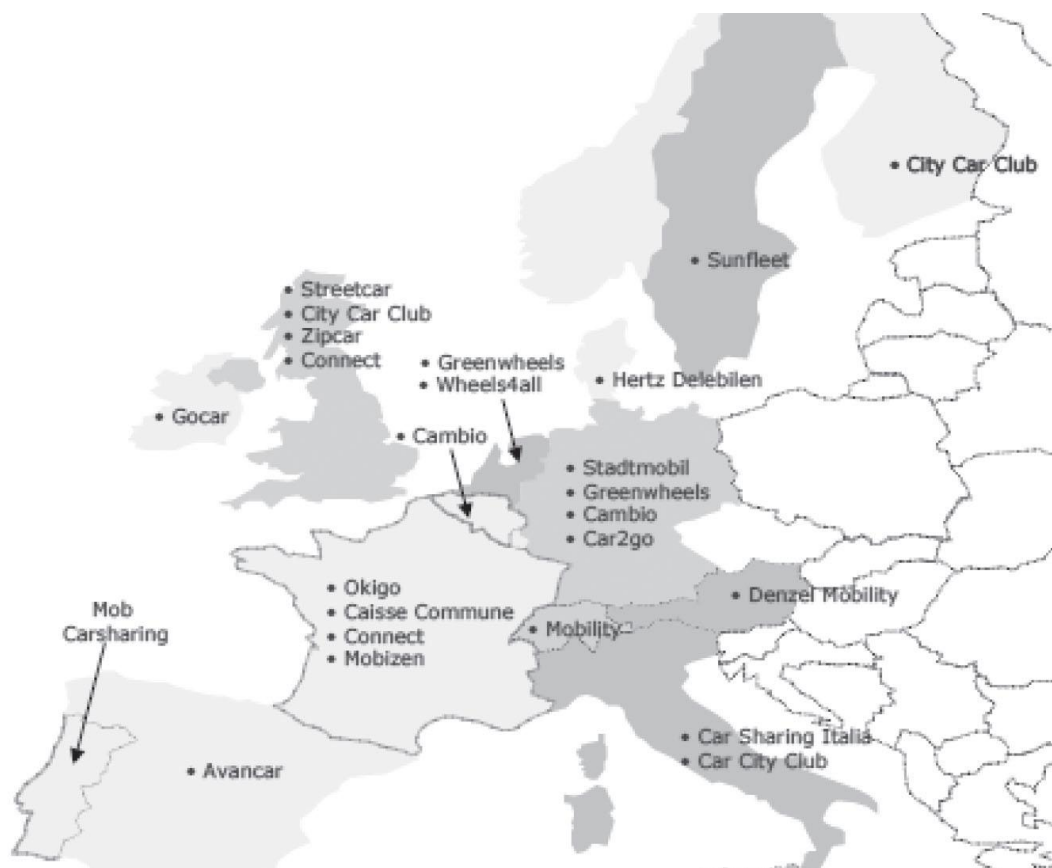 • City Car Club
• Sunfleet
• Streetcar
• City Car Club
• Zipcar
• Connect
• Greenwheels
• Wheels4all
• Hertz Delebilen
• Gocar
• Cambio
• Stadtmobil
• Greenwheels
• Cambio
• Car2go
• Okigo
• Caisse Commune
• Connect
• Mobizen
• Denzel Mobility
• Mobility
Mob
Carsharing
• Car Sharing Italia
• Car City Club
• Avancar